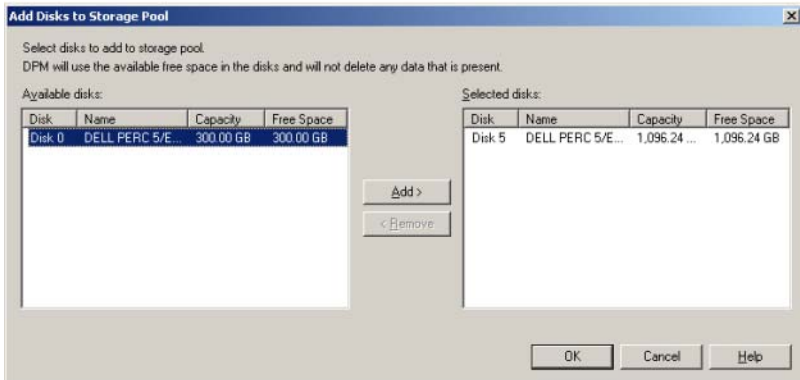 Add Disks to Storage Pool
Select disks to add to storage pool.
DPM will use the available free space in the disks and will not delete any data that is present.
Available disks:
Disk Name Capacity Free Space
Disk 0 DELL PERC 5/E... 300.00 GB 300.00 GB
Add >
< Remove
Selected disks:
Disk Name Capacity Free Space
Disk 5 DELL PERC 5/E... 1,096.24 ... 1,096.24 GB
OK Cancel Help